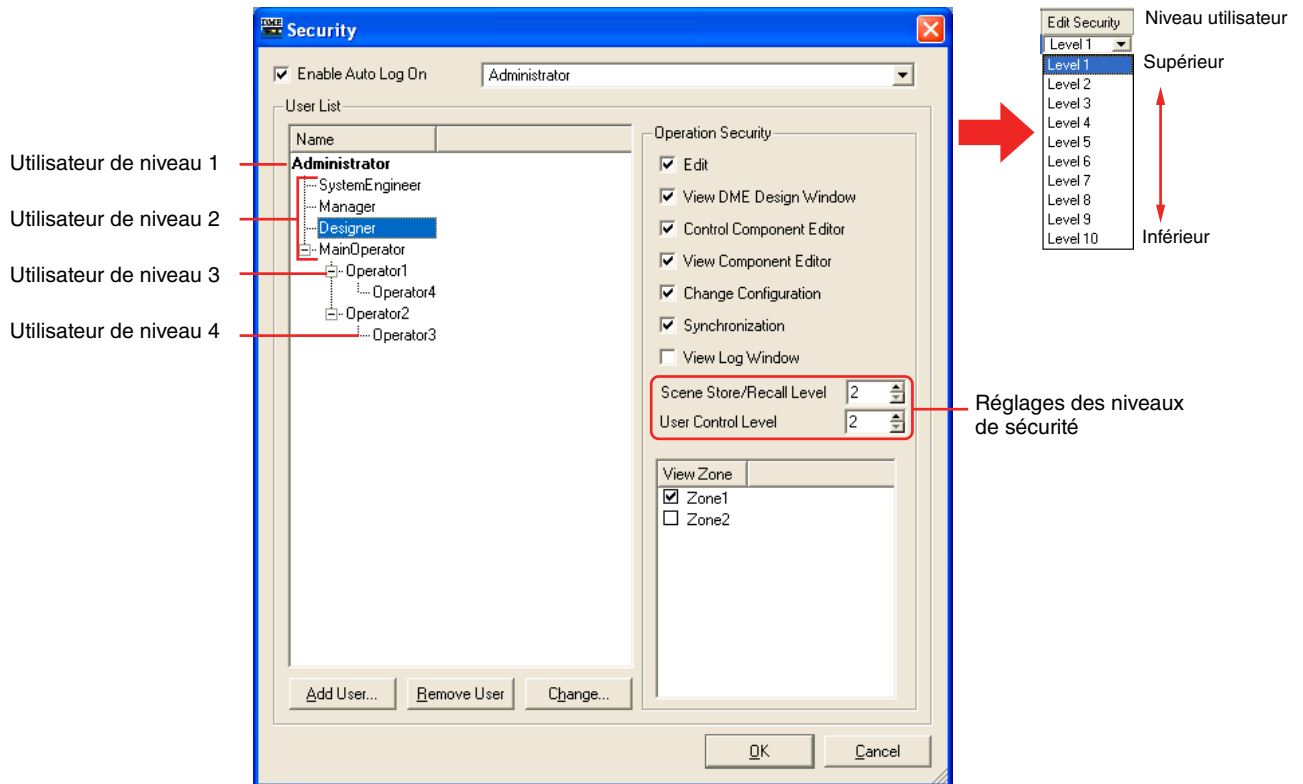 DME
Security
Enable Auto Log On
Administrator
User List
Name
Administrator
SystemEngineer
Manager
Designer
MainOperator
Operator1
Operator4
Operator2
Operator3
Add User...
Remove User
Change...
Operation Security
Edit
View DME Design Window
Control Component Editor
View Component Editor
Change Configuration
Synchronization
View Log Window
Scene Store/Recall Level 2
User Control Level 2
View Zone
Zone1
Zone2
OK
Cancel
Utilisateur de niveau 1
Utilisateur de niveau 2
Utilisateur de niveau 3
Utilisateur de niveau 4
Réglages des niveaux
de sécurité
Edit Security
Level 1
Level 1
Level 2
Level 3
Level 4
Level 5
Level 6
Level 7
Level 8
Level 9
Level 10
Niveau utilisateur
Supérieur
Inférieur